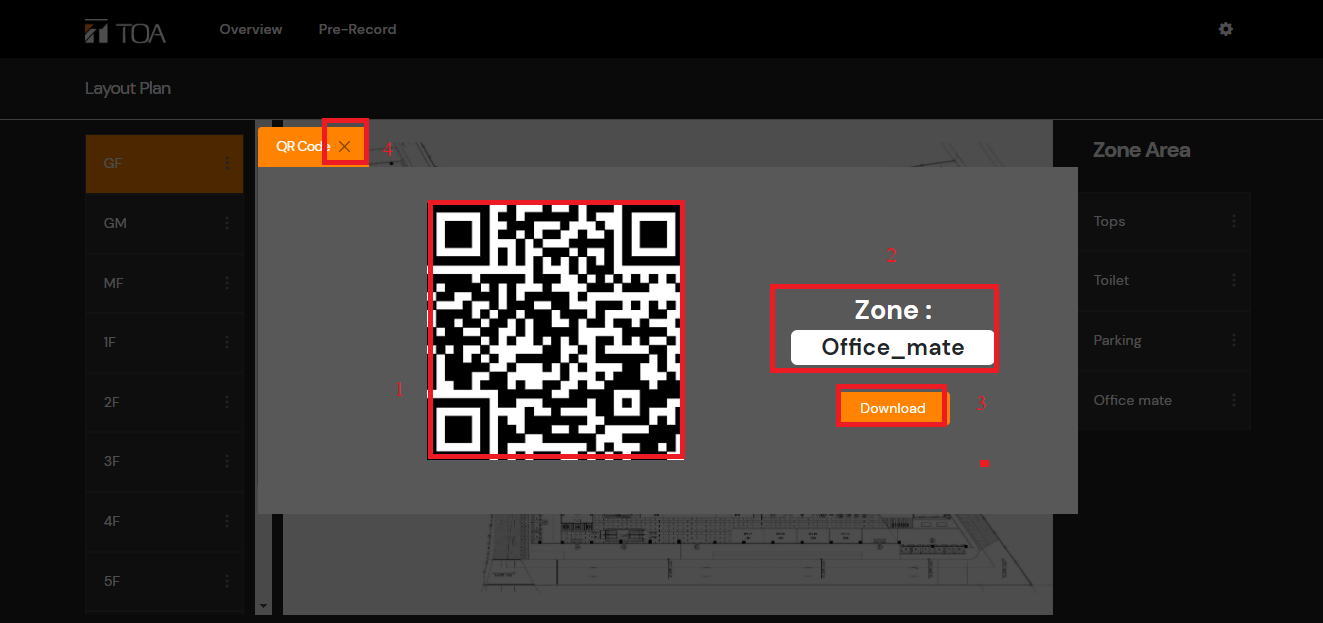 TOA
Overview
Pre-Record
Layout Plan
QR Code
4
GF
GM
MF
1F
2F
3F
4F
5F
1
2
Zone :
Office_mate
Download
3
Zone Area
Tops
Toilet
Parking
Office mate